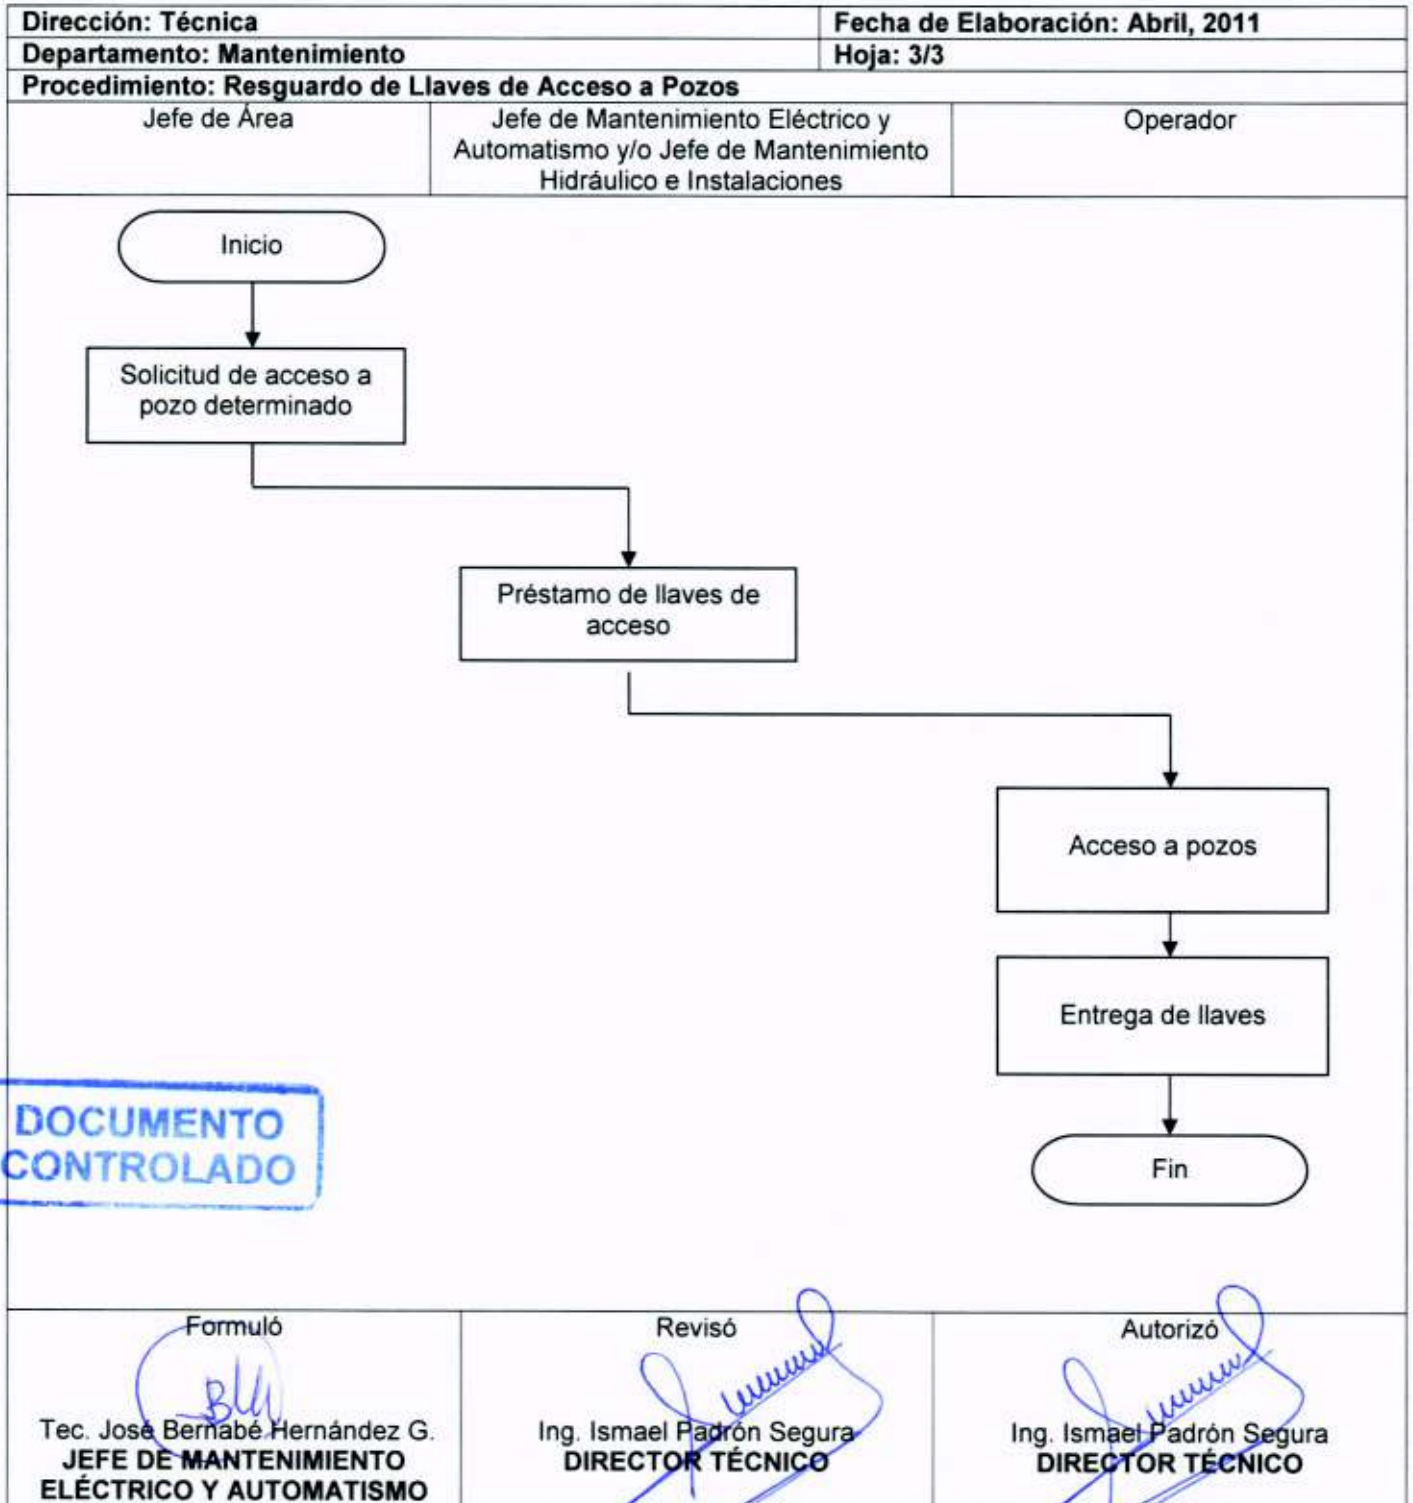 Dirección: Técnica
Fecha de Elaboración: Abril, 2011
Departamento: Mantenimiento
Hoja: 3/3
Procedimiento: Resguardo de Llaves de Acceso a Pozos
Jefe de Área
Jefe de Mantenimiento Eléctrico y
Automatismo y/o Jefe de Mantenimiento
Hidráulico e Instalaciones
Operador
Inicio
Solicitud de acceso a
pozo determinado
Préstamo de llaves de
acceso
Acceso a pozos
Entrega de llaves
Fin
DOCUMENTO
CONTROLADO
Formuló
Tec. José Bernabé Hernández G.
JEFE DE MANTENIMIENTO
ELÉCTRICO Y AUTOMATISMO
Revisó
Ing. Ismael Padrón Segura
DIRECTOR TÉCNICO
Autorizó
Ing. Ismael Padrón Segura
DIRECTOR TÉCNICO